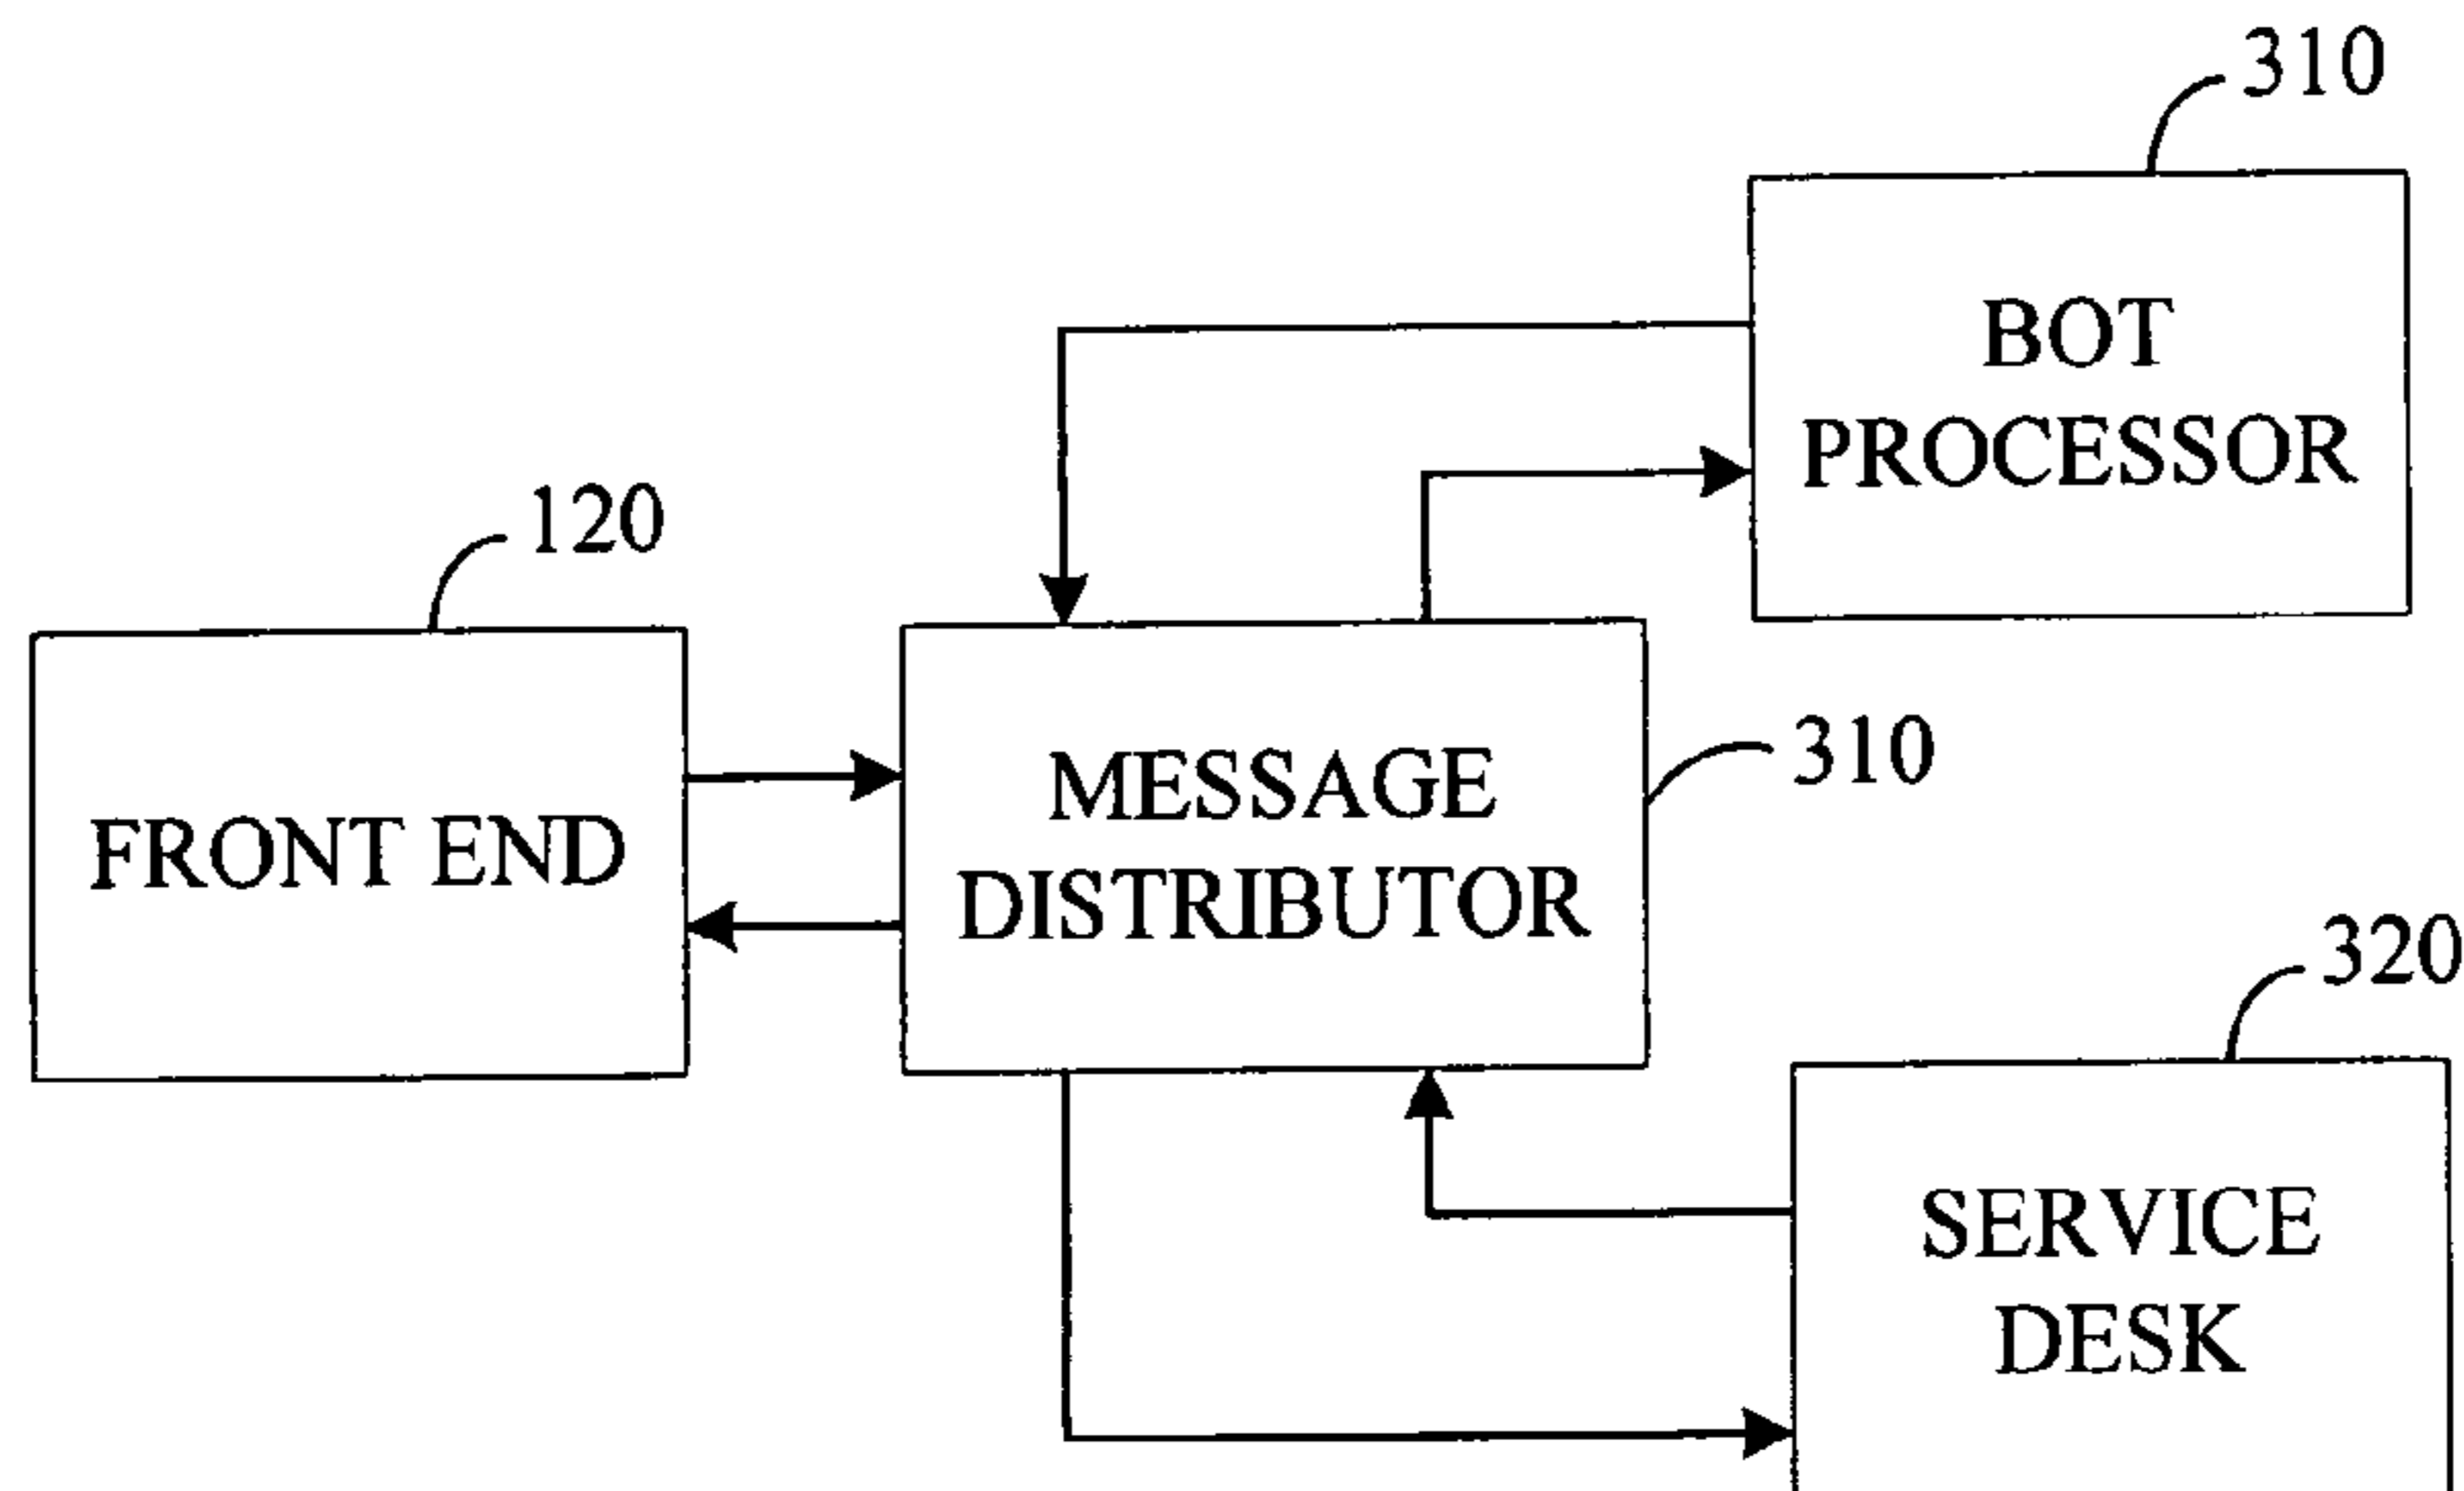 310
BOT
PROCESSOR
120
FRONT END
MESSAGE
DISTRIBUTOR
310
320
SERVICE
DESK